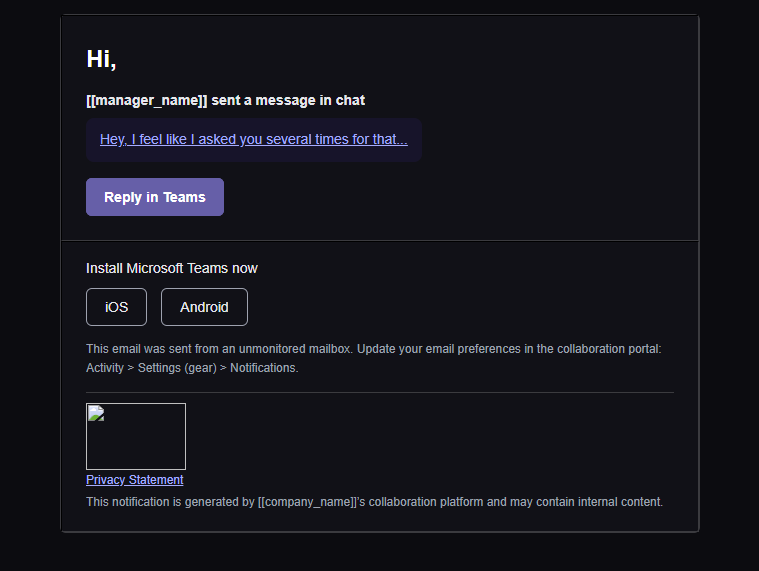 Hi,
[[manager_name]] sent a message in chat
Hey, I feel like I asked you several times for that...
Reply in Teams
Install Microsoft Teams now
iOS
Android
This email was sent from an unmonitored mailbox. Update your email preferences in the collaboration portal:
Activity > Settings (gear) > Notifications.
Privacy Statement
This notification is generated by [[company_name]]'s collaboration platform and may contain internal content.